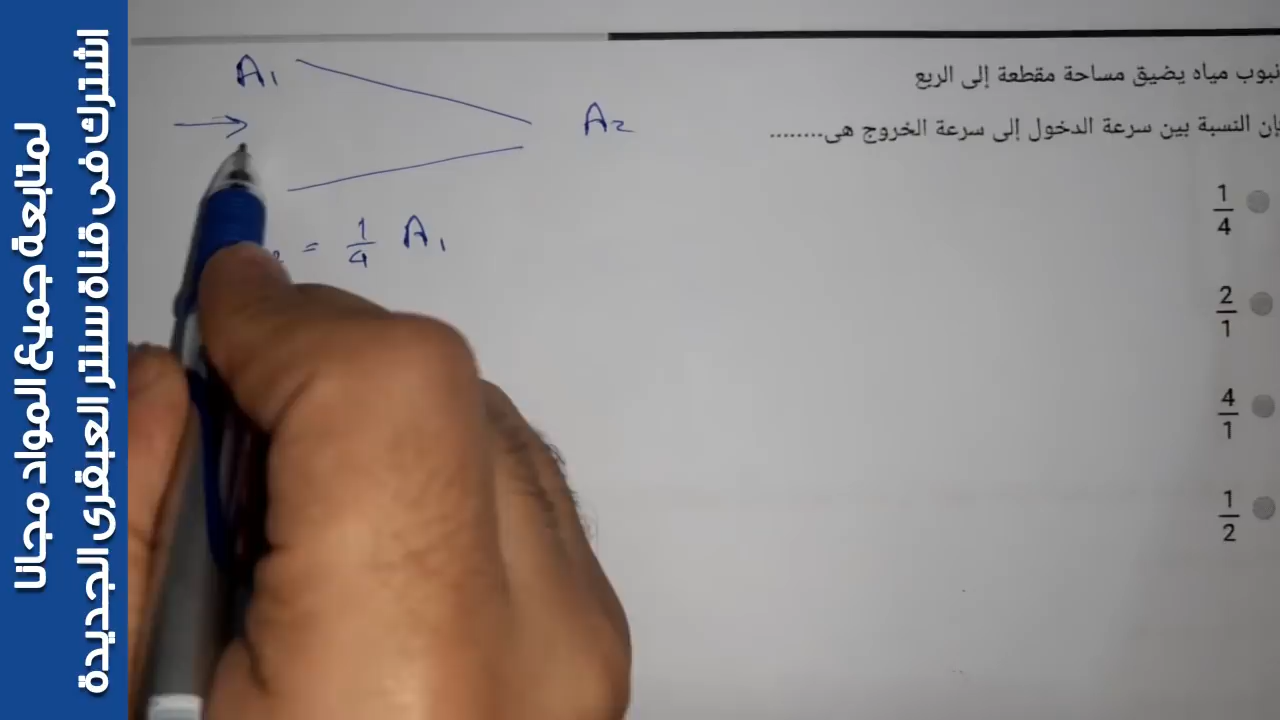 اشترك فى قناة سنتر العبقرى الجديدة
لمتابعة جميع المواد مجانا
نبوب مياه يضيق مساحة مقطعة إلى الربع
إن النسبة بين سرعة الدخول إلى سرعة الخروج هى........
1/4
2/1
4/1
1/2
A₁
A₂
₂ = 1/4 A₁